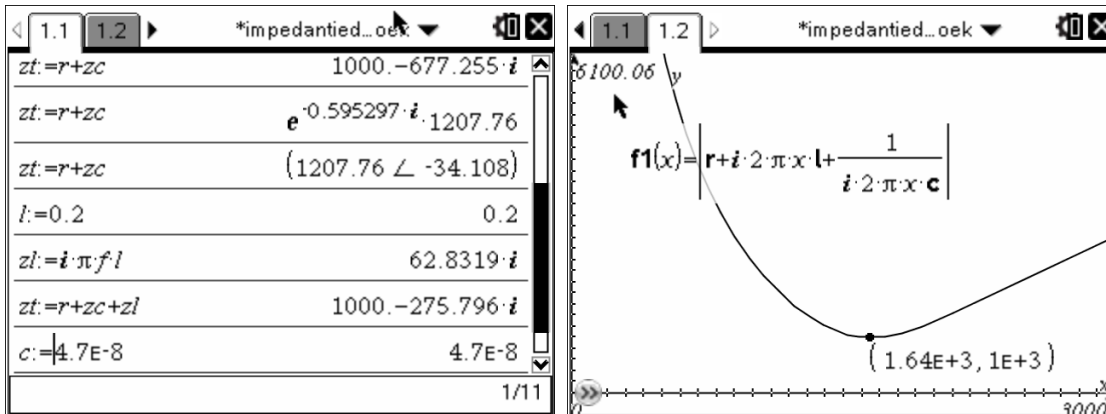 1.1 1.2 *impedantied…oek
zt:=r+zc 1000.−677.255·i
zt:=r+zc e^-0.595297·i·1207.76
zt:=r+zc (1207.76 ∠ -34.108)
l:=0.2 0.2
zl:=i·π·f·l 62.8319·i
zt:=r+zc+zl 1000.−275.796·i
c:=4.7E-8 4.7E-8
1/11
1.1 1.2 *impedantied…oek
6100.06 y
f1(x)=|r+i·2·π·x·l+1/(i·2·π·x·c)|
(1.64E+3, 1E+3)
x
0 3000